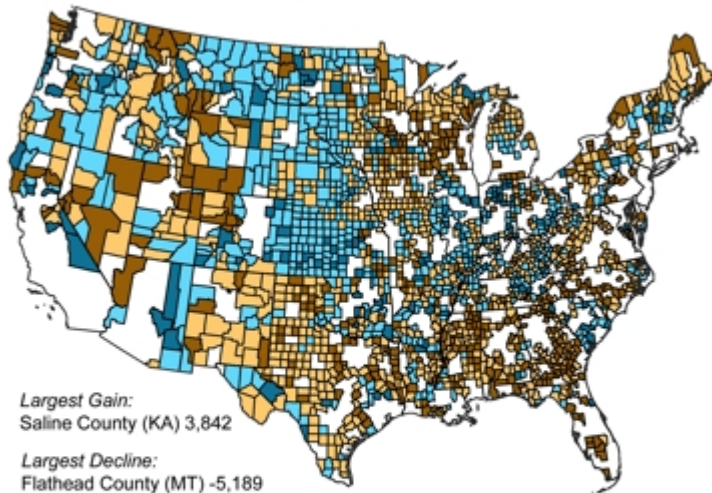 Largest Gain:
Saline County (KA) 3,842
Largest Decline:
Flathead County (MT) -5,189